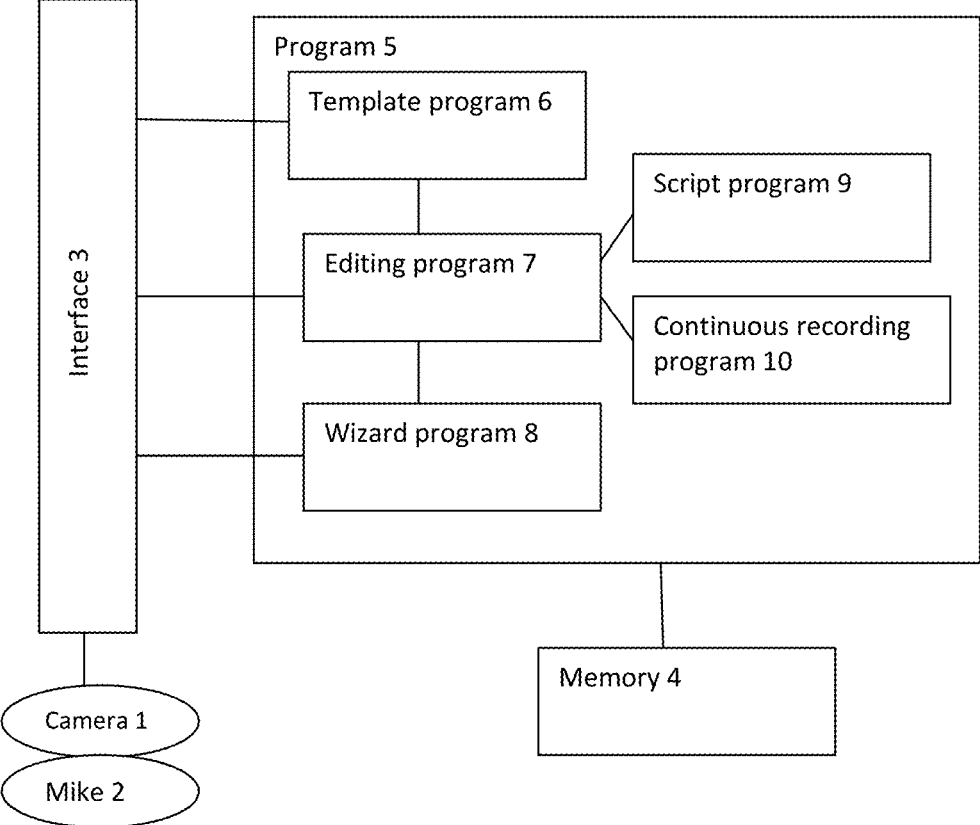 Program 5
Template program 6
Script program 9
Editing program 7
Interface 3
Continuous recording
program 10
Wizard program 8
Memory 4
Camera 1
Mike 2